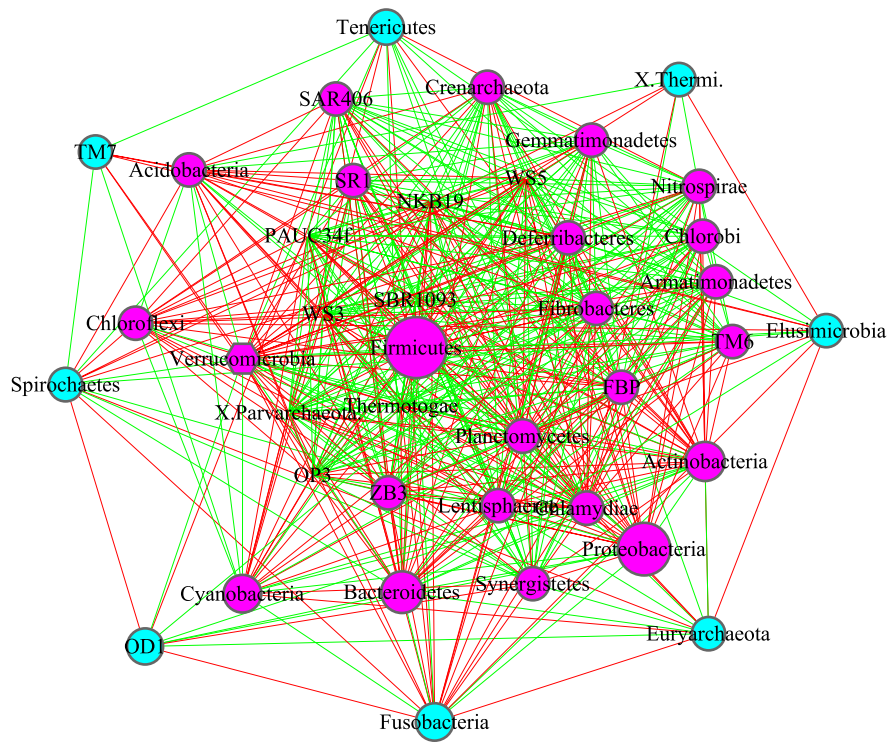 Tenericutes
X.Thermi.
Crenarchaeota
SAR406
Gemmatimonadetes
TM7
Acidobacteria
SR1
WS5
Nitrospirae
NKB19
PAUC34f
Deferribacteres
Chlorobi
Armatimonadetes
SBR1093
Fibrobacteres
WS3
Chloroflexi
Elusimicrobia
TM6
Firmicutes
Verrucomicrobia
Spirochaetes
FBP
X.Parvarchaeota.
Thermotogae
Planctomycetes
Actinobacteria
OP3
ZB3
Lentisphaerae
Chlamydiae
Proteobacteria
Synergistetes
Cyanobacteria
Bacteroidetes
Euryarchaeota
OD1
Fusobacteria